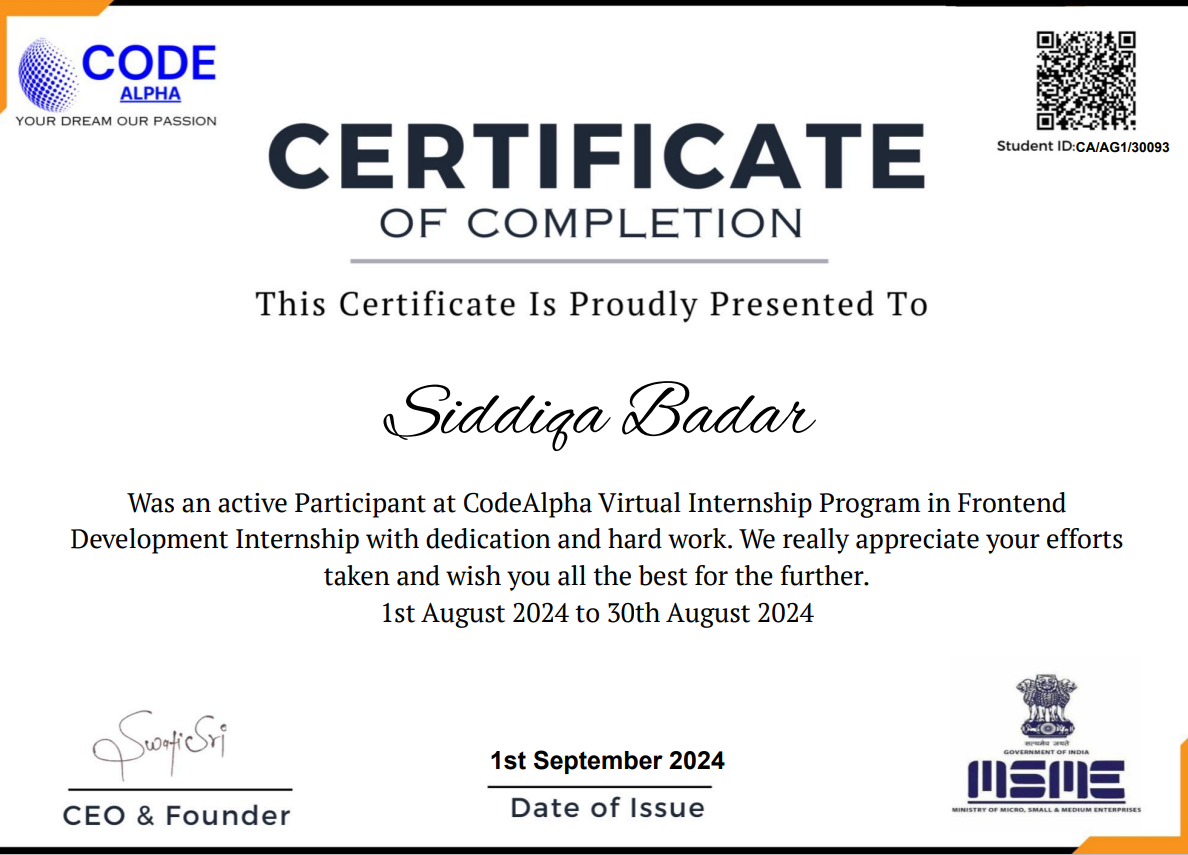 CODE
ALPHA
YOUR DREAM OUR PASSION
Student ID:CA/AG1/30093
CERTIFICATE
OF COMPLETION
This Certificate Is Proudly Presented To
Siddiqa Badar
Was an active Participant at CodeAlpha Virtual Internship Program in Frontend
Development Internship with dedication and hard work. We really appreciate your efforts
taken and wish you all the best for the further.
1st August 2024 to 30th August 2024
SwatiSri
CEO & Founder
1st September 2024
Date of Issue
सत्यमेव जयते
GOVERNMENT OF INDIA
MSME
MINISTRY OF MICRO, SMALL & MEDIUM ENTERPRISES